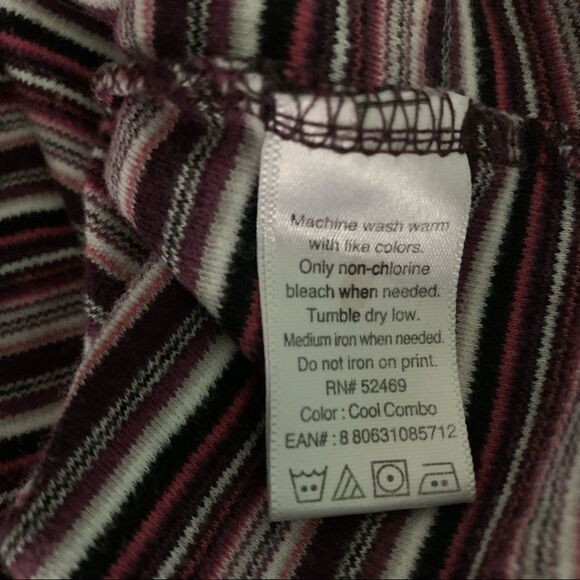 Machine wash warm
with like colors.
Only non-chlorine
bleach when needed.
Tumble dry low.
Medium iron when needed.
Do not iron on print.
RN# 52469
Color : Cool Combo
EAN# : 8 80631085712